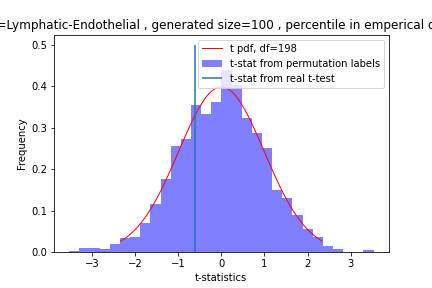 =Lymphatic-Endothelial , generated size=100 , percentile in emperical
t pdf, df=198
t-stat from permutation labels
t-stat from real t-test
Frequency
0.5
0.4
0.3
0.2
0.1
0.0
−3 −2 −1 0 1 2 3
t-statistics